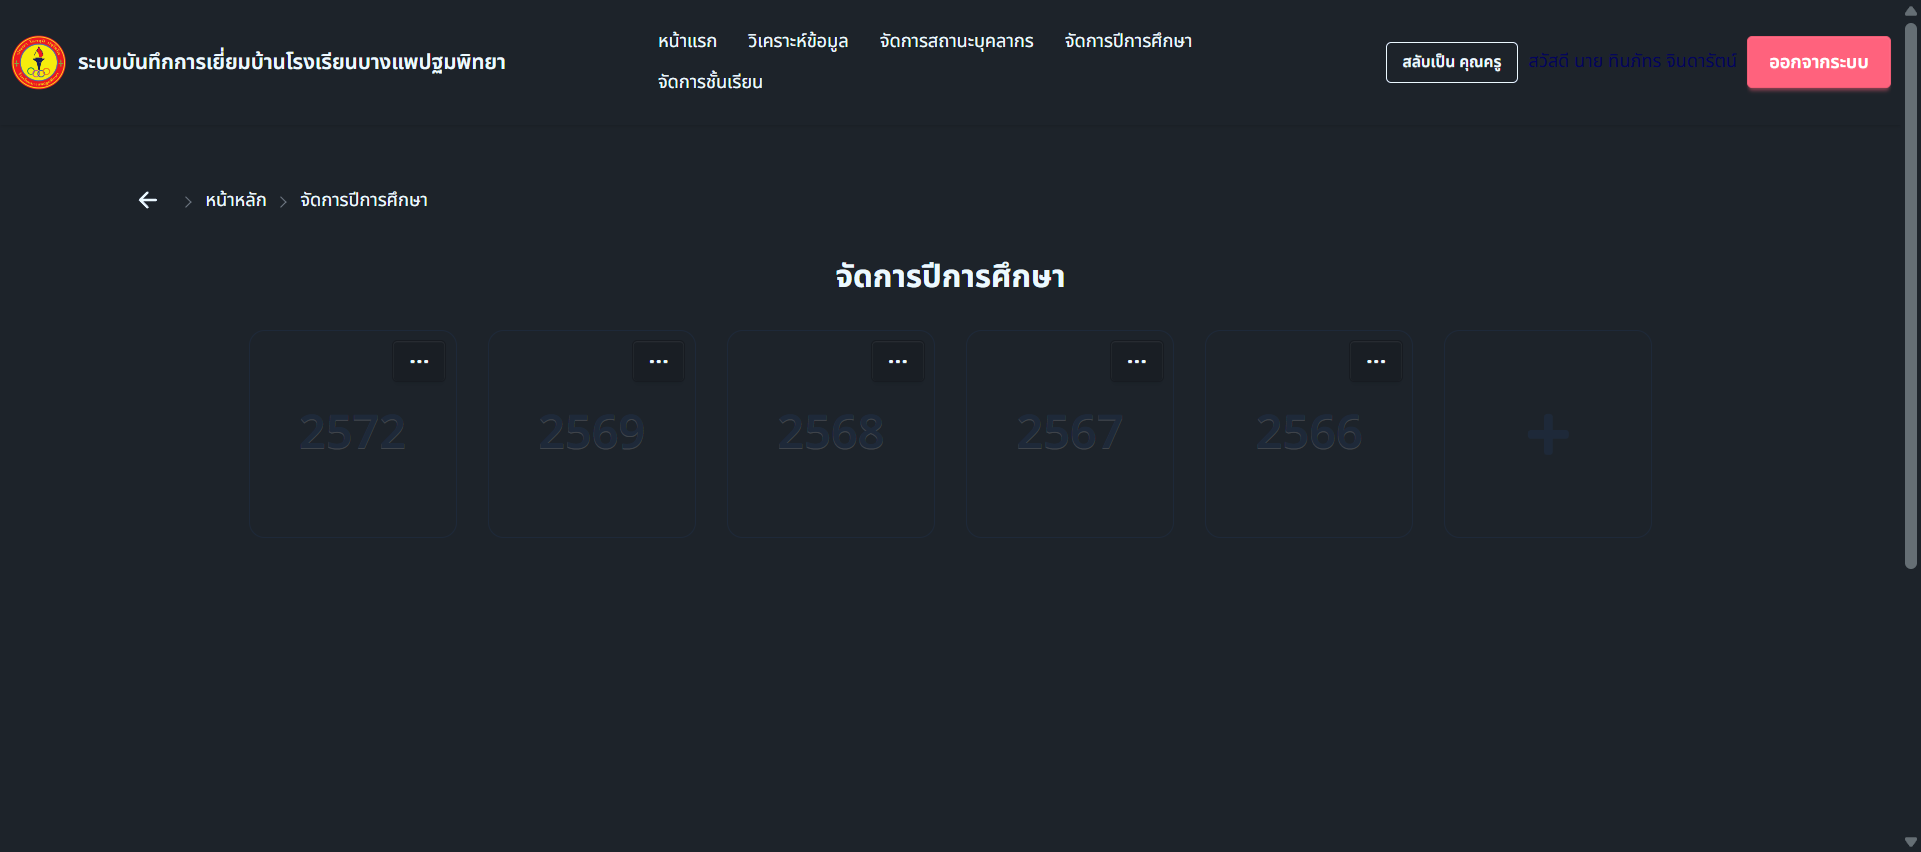 ระบบบันทึกการเยี่ยมบ้านโรงเรียนบางแพปฐมพิทยา
หน้าแรก วิเคราะห์ข้อมูล จัดการสถานะบุคลากร จัดการปีการศึกษา
จัดการชั้นเรียน
สลับเป็น คุณครู สวัสดี นาย ทินภัทร จินดารัตน์ ออกจากระบบ
หน้าหลัก จัดการปีการศึกษา
จัดการปีการศึกษา
2572 2569 2568 2567 2566 +